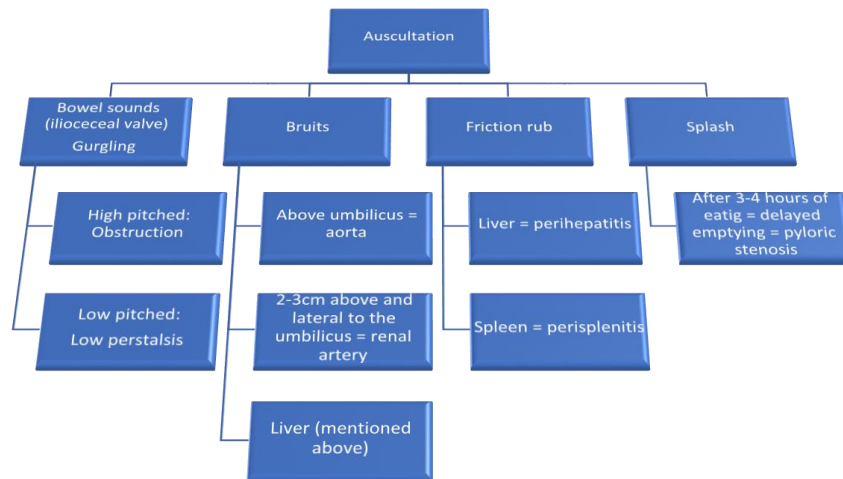 Auscultation
Bowel sounds
(ilioceceal valve)
Gurgling
High pitched:
Obstruction
Low pitched:
Low perstalsis
Bruits
Above umbilicus =
aorta
2-3cm above and
lateral to the
umbilicus = renal
artery
Liver (mentioned
above)
Friction rub
Liver = perihepatitis
Spleen = perisplenitis
Splash
After 3-4 hours of
eatig = delayed
emptying = pyloric
stenosis